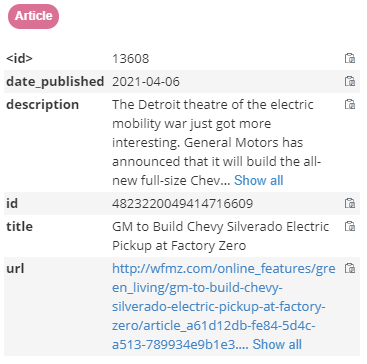 Article
<id> 13608
date_published 2021-04-06
description The Detroit theatre of the electric
mobility war just got more
interesting. General Motors has
announced that it will build the all-
new full-size Chev... Show all
id 4823220049414716609
title GM to Build Chevy Silverado Electric
Pickup at Factory Zero
url http://wfmz.com/online_features/gre
en_living/gm-to-build-chevy-
silverado-electric-pickup-at-factory-
zero/article_a61d12db-fe84-5d4c-
a513-789934e9b1e3.... Show all